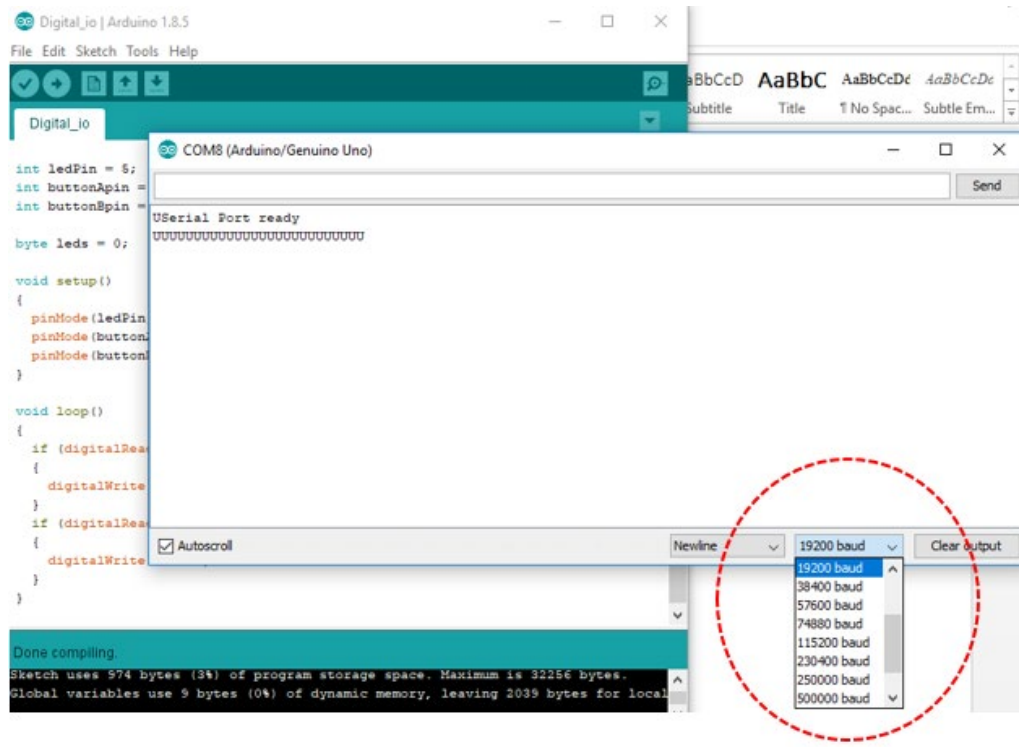 Digital_io | Arduino 1.8.5
File Edit Sketch Tools Help
Digital_io
int ledPin = 5;
int buttonApin =
int buttonBpin =
byte leds = 0;
void setup()
{
pinMode(ledPin
pinMode(button
pinMode(button
}
void loop()
{
if (digitalRea
{
digitalWrite
}
if (digitalRea
{
digitalWrite
}
}
Done compiling.
Sketch uses 974 bytes (3%) of program storage space. Maximum is 32256 bytes.
Global variables use 9 bytes (0%) of dynamic memory, leaving 2039 bytes for local
aBbCcD AaBbC AaBbCcDc AaBbCcDc
Subtitle Title ¶ No Spac... Subtle Em...
COM8 (Arduino/Genuino Uno)
Send
USerial Port ready
UUUUUUUUUUUUUUUUUUUUUUUUUU
Autoscroll
Newline
19200 baud
Clear output
19200 baud
38400 baud
57600 baud
74880 baud
115200 baud
230400 baud
250000 baud
500000 baud